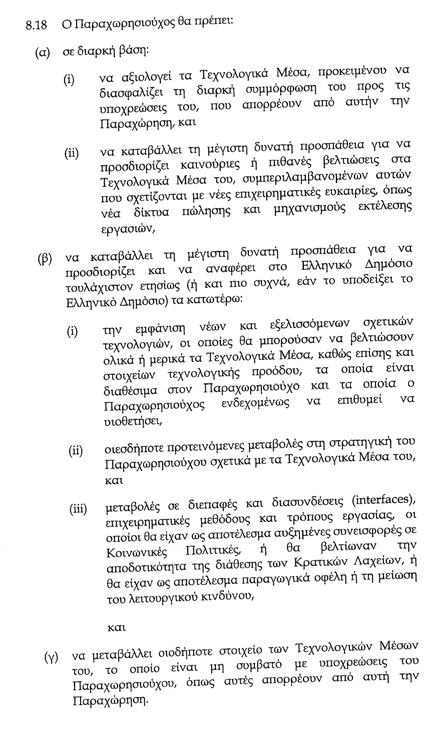 8.18 Ο Παραχωρησιούχος θα πρέπει:
(α) σε διαρκή βάση:
(i) να αξιολογεί τα Τεχνολογικά Μέσα, προκειμένου να
διασφαλίζει τη διαρκή συμμόρφωση του προς τις
υποχρεώσεις του, που απορρέουν από αυτήν την
Παραχώρηση, και
(ii) να καταβάλλει τη μέγιστη δυνατή προσπάθεια για να
προσδιορίζει καινούριες ή πιθανές βελτιώσεις στα
Τεχνολογικά Μέσα του, συμπεριλαμβανομένων αυτών
που σχετίζονται με νέες επιχειρηματικές ευκαιρίες, όπως
νέα δίκτυα πώλησης και μηχανισμούς εκτέλεσης
εργασιών,
(β) να καταβάλλει τη μέγιστη δυνατή προσπάθεια για να
προσδιορίζει και να αναφέρει στο Ελληνικό Δημόσιο
τουλάχιστον ετησίως (ή και πιο συχνά, εάν το υποδείξει το
Ελληνικό Δημόσιο) τα κατωτέρω:
(i) την εμφάνιση νέων και εξελισσόμενων σχετικών
τεχνολογιών, οι οποίες θα μπορούσαν να βελτιώσουν
ολικά ή μερικά τα Τεχνολογικά Μέσα, καθώς επίσης και
στοιχείων τεχνολογικής προόδου, τα οποία είναι
διαθέσιμα στον Παραχωρησιούχο και τα οποία ο
Παραχωρησιούχος ενδεχομένως να επιθυμεί να
υιοθετήσει,
(ii) οιεσδήποτε προτεινόμενες μεταβολές στη στρατηγική του
Παραχωρησιούχου σχετικά με τα Τεχνολογικά Μέσα του,
και
(iii) μεταβολές σε διεπαφές και διασυνδέσεις (interfaces),
επιχειρηματικές μεθόδους και τρόπους εργασίας, οι
οποίοι θα είχαν ως αποτέλεσμα αυξημένες συνεισφορές σε
Κοινωνικές Πολιτικές, ή θα βελτίωναν την
αποδοτικότητα της διάθεσης των Κρατικών Λαχείων, ή
θα είχαν ως αποτέλεσμα παραγωγικά οφέλη ή τη μείωση
του λειτουργικού κινδύνου,
και
(γ) να μεταβάλλει οιοδήποτε στοιχείο των Τεχνολογικών Μέσων
του, το οποίο είναι μη συμβατό με υποχρεώσεις του
Παραχωρησιούχου, όπως αυτές απορρέουν από αυτή την
Παραχώρηση.